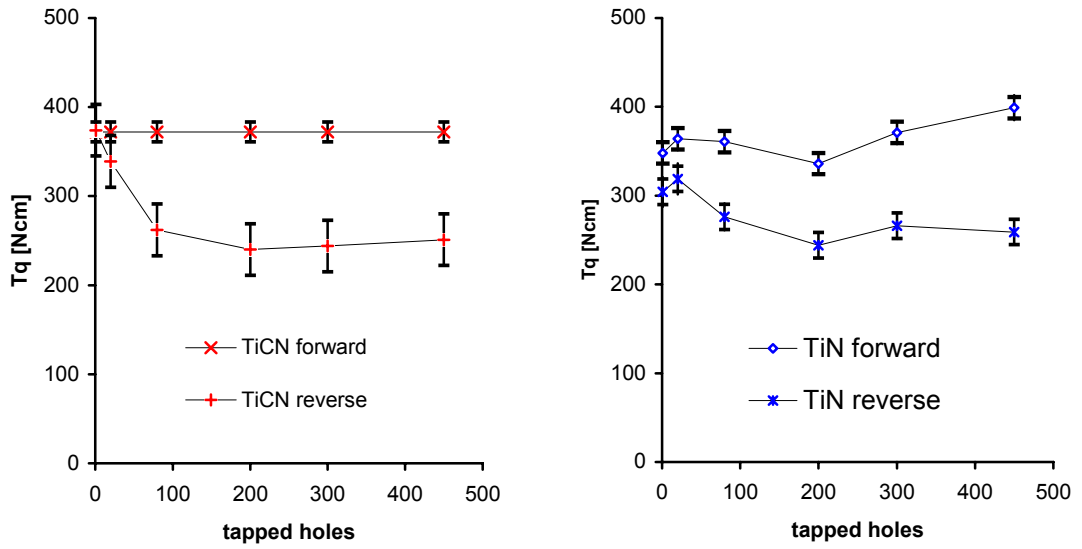 500
400
300
200
100
0
Tq [Ncm]
TiCN forward
TiCN reverse
0 100 200 300 400 500
tapped holes
500
400
300
200
100
0
Tq [Ncm]
TiN forward
TiN reverse
0 100 200 300 400 500
tapped holes